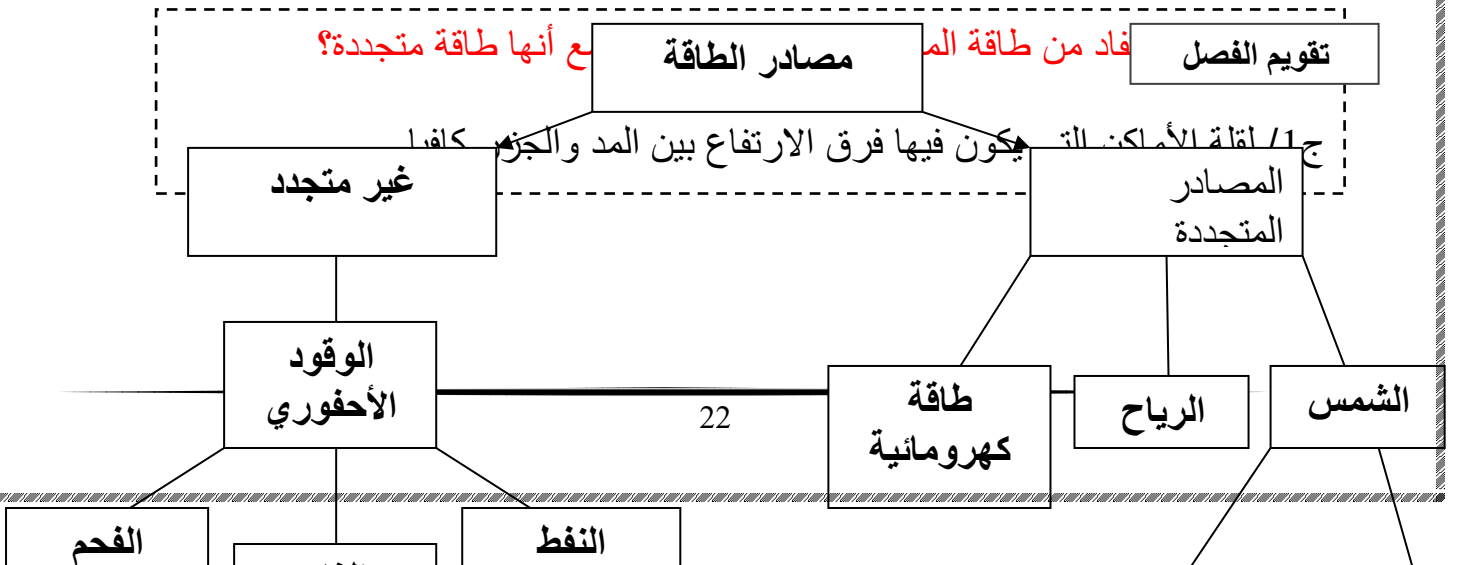 تقويم الفصل
فاد من طاقة
أنها طاقة متجددة؟
مصادر الطاقة
ج1/ لقلة الأماكن التي يكون فيها فرق الارتفاع بين المد والجزر كافيا
المصادر
المتجددة
غير متجدد
الشمس
الرياح
طاقة
كهرومائية
الوقود
الأحفوري
22
النفط
الفحم